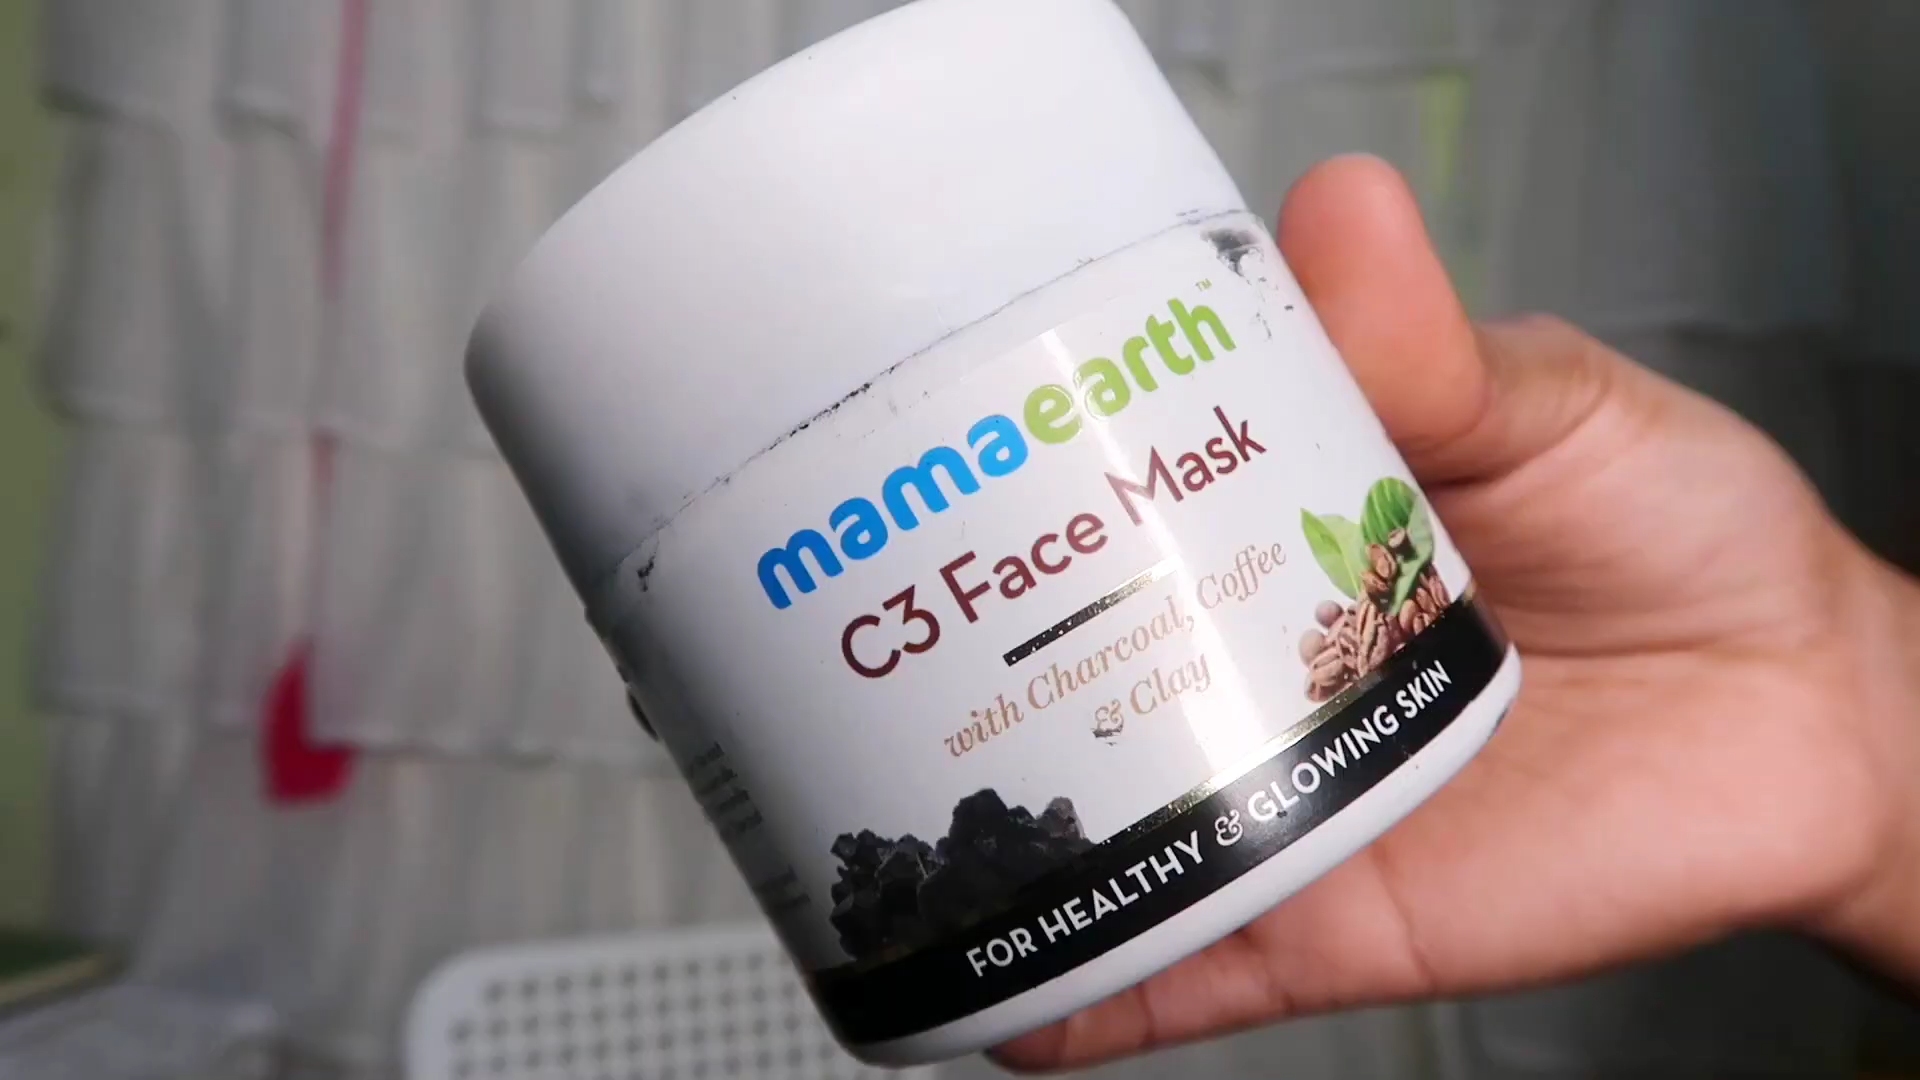 mamaearth™
C3 Face Mask
with Charcoal, Coffee
& Clay
FOR HEALTHY & GLOWING SKIN